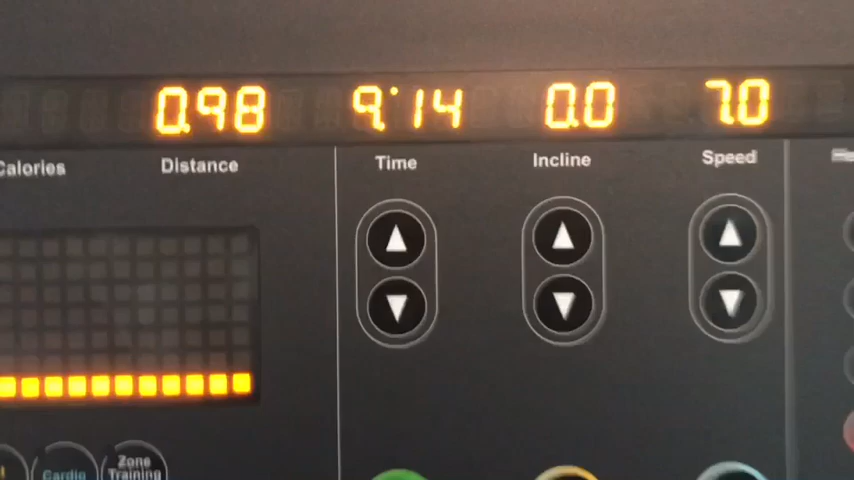 0.98 9:14 0.0 7.0
Calories Distance Time Incline Speed
Cardio Zone
Training